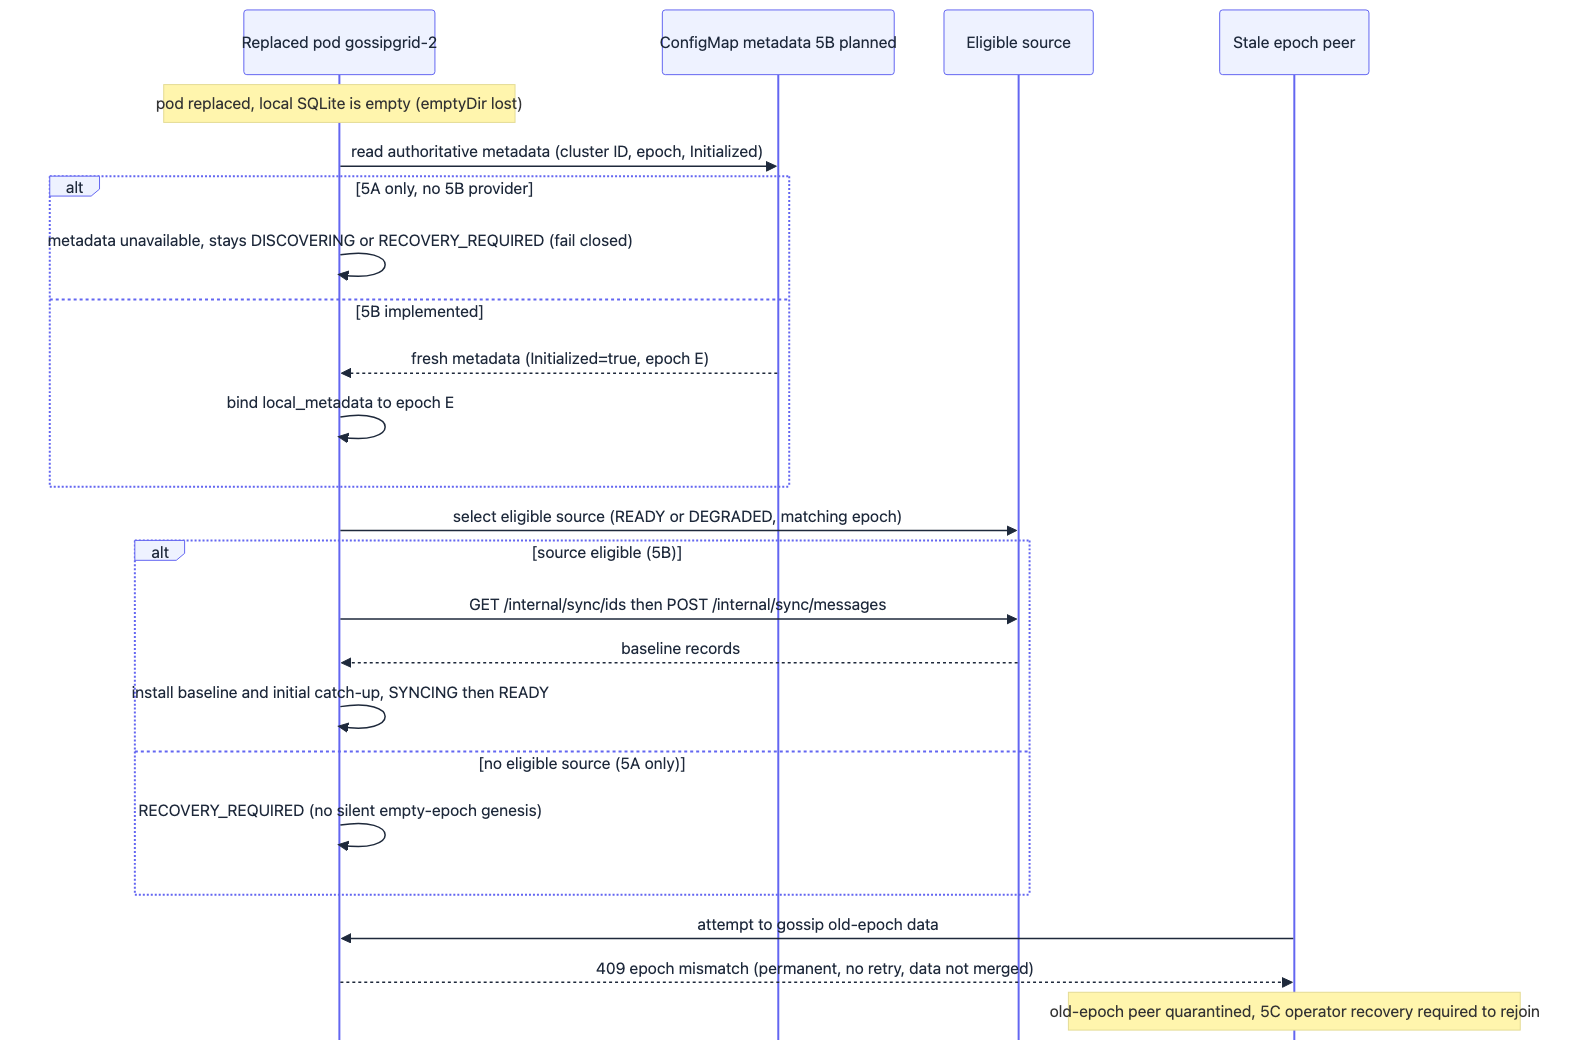 Replaced pod gossipgrid-2
ConfigMap metadata 5B planned
Eligible source
Stale epoch peer
pod replaced, local SQLite is empty (emptyDir lost)
read authoritative metadata (cluster ID, epoch, Initialized)
alt
[5A only, no 5B provider]
metadata unavailable, stays DISCOVERING or RECOVERY_REQUIRED (fail closed)
[5B implemented]
fresh metadata (Initialized=true, epoch E)
bind local_metadata to epoch E
select eligible source (READY or DEGRADED, matching epoch)
alt
[source eligible (5B)]
GET /internal/sync/ids then POST /internal/sync/messages
baseline records
install baseline and initial catch-up, SYNCING then READY
[no eligible source (5A only)]
RECOVERY_REQUIRED (no silent empty-epoch genesis)
attempt to gossip old-epoch data
409 epoch mismatch (permanent, no retry, data not merged)
old-epoch peer quarantined, 5C operator recovery required to rejoin